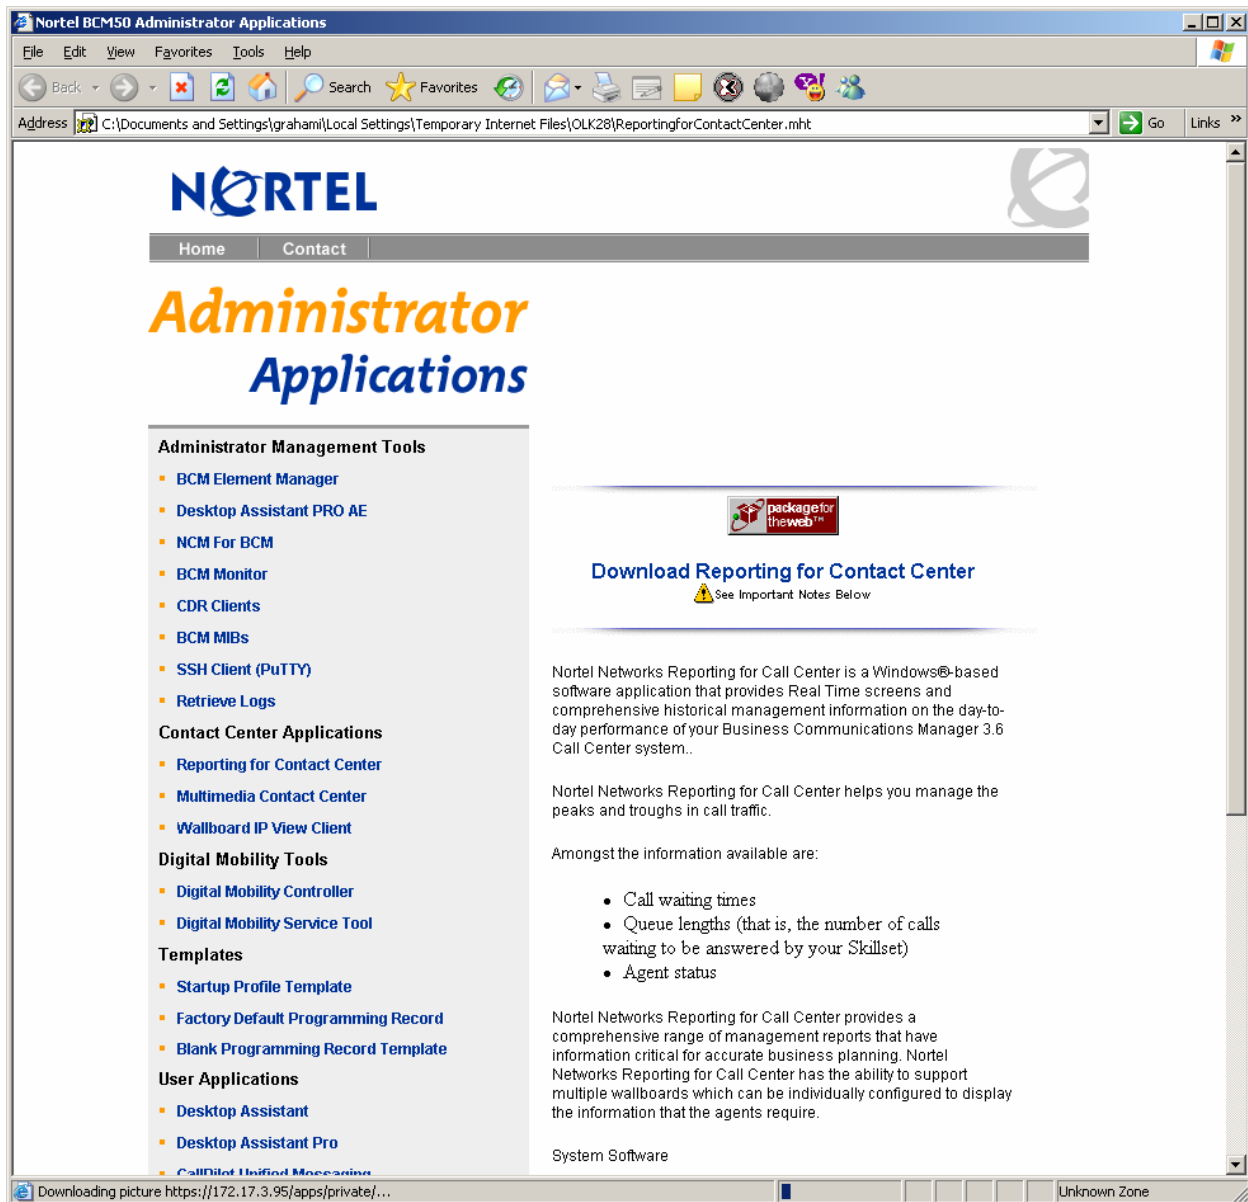 Nortel BCM50 Administrator Applications
File Edit View Favorites Tools Help
Back Search Favorites
Address C:\Documents and Settings\grahami\Local Settings\Temporary Internet Files\OLK28\ReportingforContactCenter.mht Go Links »
NORTEL
Home Contact
Administrator
Applications
Administrator Management Tools
BCM Element Manager
Desktop Assistant PRO AE
NCM For BCM
BCM Monitor
CDR Clients
BCM MIBs
SSH Client (PuTTY)
Retrieve Logs
Contact Center Applications
Reporting for Contact Center
Multimedia Contact Center
Wallboard IP View Client
Digital Mobility Tools
Digital Mobility Controller
Digital Mobility Service Tool
Templates
Startup Profile Template
Factory Default Programming Record
Blank Programming Record Template
User Applications
Desktop Assistant
Desktop Assistant Pro
CallPilot Unified Messaging
package for
the web™
Download Reporting for Contact Center
See Important Notes Below
Nortel Networks Reporting for Call Center is a Windows®-based
software application that provides Real Time screens and
comprehensive historical management information on the day-to-
day performance of your Business Communications Manager 3.6
Call Center system..
Nortel Networks Reporting for Call Center helps you manage the
peaks and troughs in call traffic.
Amongst the information available are:
• Call waiting times
• Queue lengths (that is, the number of calls
waiting to be answered by your Skillset)
• Agent status
Nortel Networks Reporting for Call Center provides a
comprehensive range of management reports that have
information critical for accurate business planning. Nortel
Networks Reporting for Call Center has the ability to support
multiple wallboards which can be individually configured to display
the information that the agents require.
System Software
Downloading picture https://172.17.3.95/apps/private/... Unknown Zone